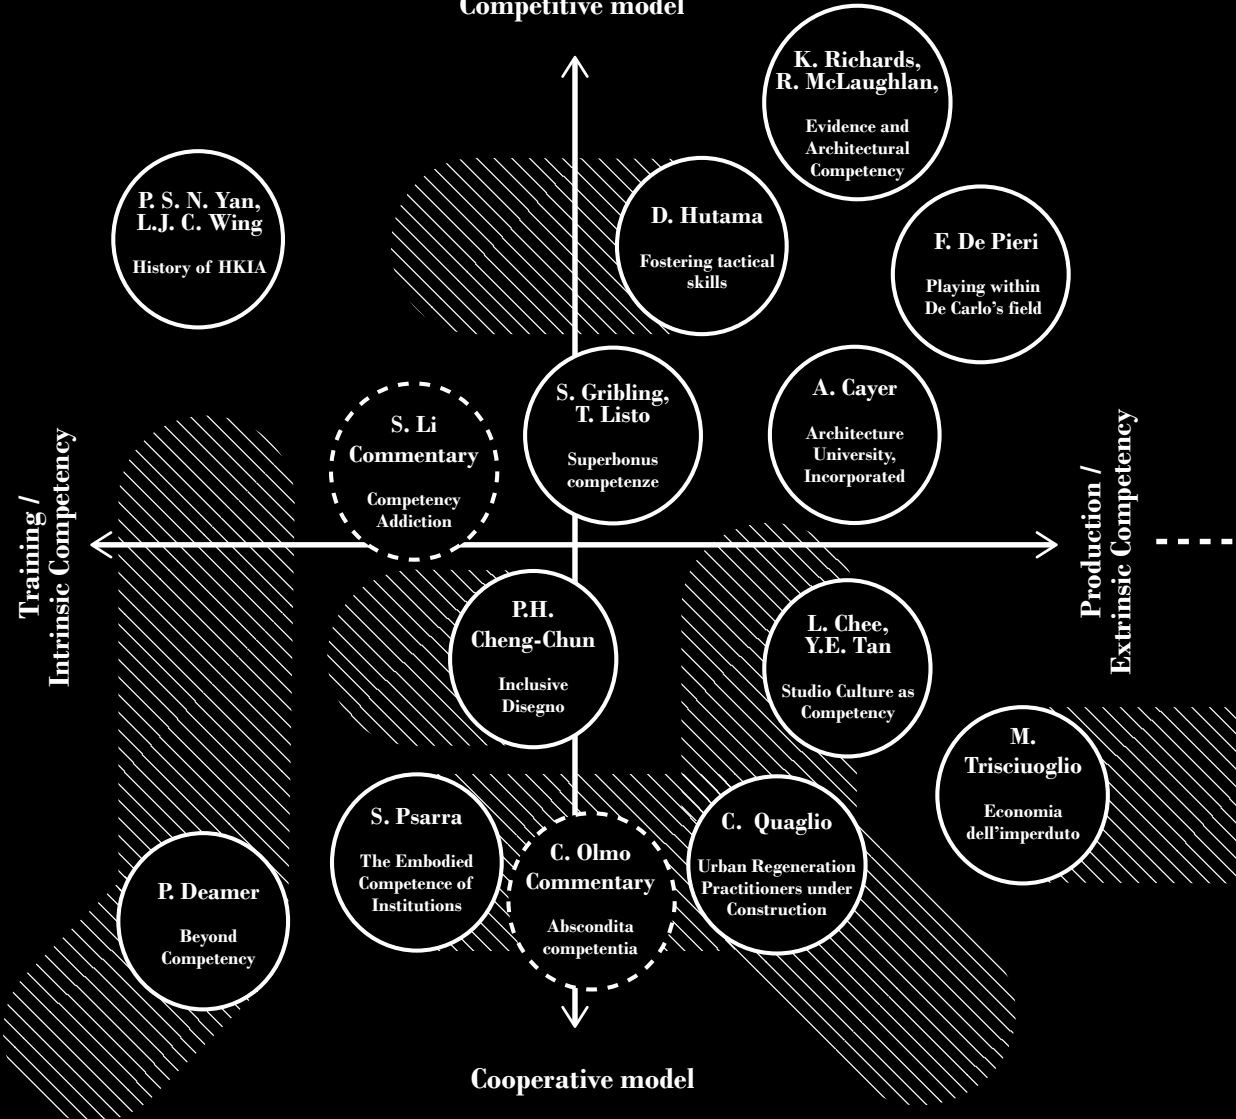 Competitive model
K. Richards,
R. McLaughlan,
Evidence and
Architectural
Competency
P. S. N. Yan,
L.J. C. Wing
History of HKIA
D. Hutama
Fostering tactical
skills
F. De Pieri
Playing within
De Carlo's field
S. Li
Commentary
Competency
Addiction
S. Gribling,
T. Listo
Superbonus
competenze
A. Cayer
Architecture
University,
Incorporated
Training /
Intrinsic Competency
Production /
Extrinsic Competency
P.H.
Cheng-Chun
Inclusive
Disegno
L. Chee,
Y.E. Tan
Studio Culture as
Competency
M.
Trisciuoglio
Economia
dell'imperduto
S. Psarra
The Embodied
Competence of
Institutions
C. Olmo
Commentary
Abscondita
competentia
C. Quaglio
Urban Regeneration
Practitioners under
Construction
P. Deamer
Beyond
Competency
Cooperative model